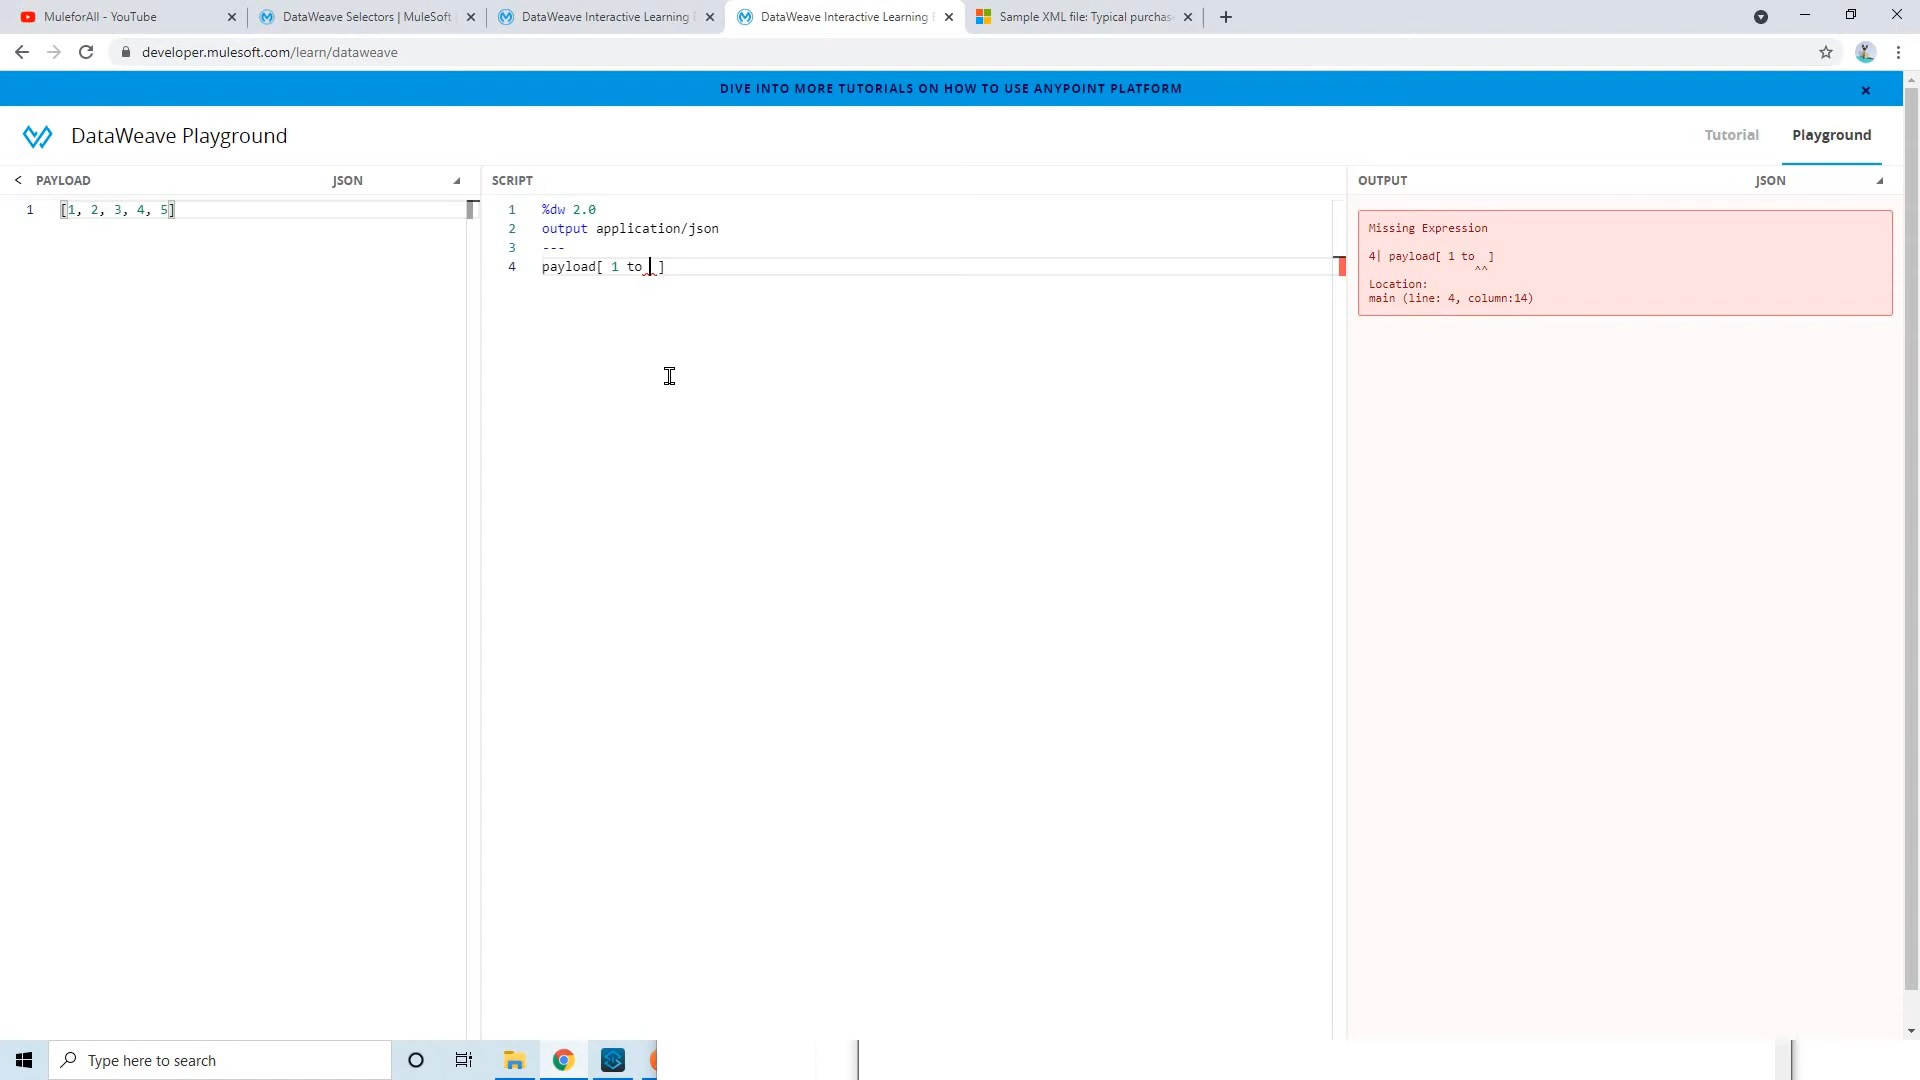 MuleforAll - YouTube
DataWeave Selectors | MuleSoft
DataWeave Interactive Learning
DataWeave Interactive Learning
Sample XML file: Typical purchas
developer.mulesoft.com/learn/dataweave
DIVE INTO MORE TUTORIALS ON HOW TO USE ANYPOINT PLATFORM
DataWeave Playground
Tutorial
Playground
PAYLOAD
JSON
1 [1, 2, 3, 4, 5]
SCRIPT
1 %dw 2.0
2 output application/json
3 ---
4 payload[ 1 to  ]
OUTPUT
JSON
Missing Expression
4| payload[ 1 to  ]
^^
Location:
main (line: 4, column:14)
Type here to search